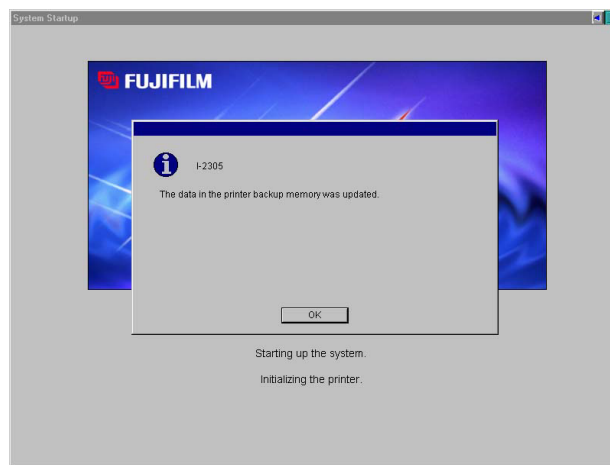 System Startup
FUJI FUJIFILM
I-2305
The data in the printer backup memory was updated.
OK
Starting up the system.
Initializing the printer.